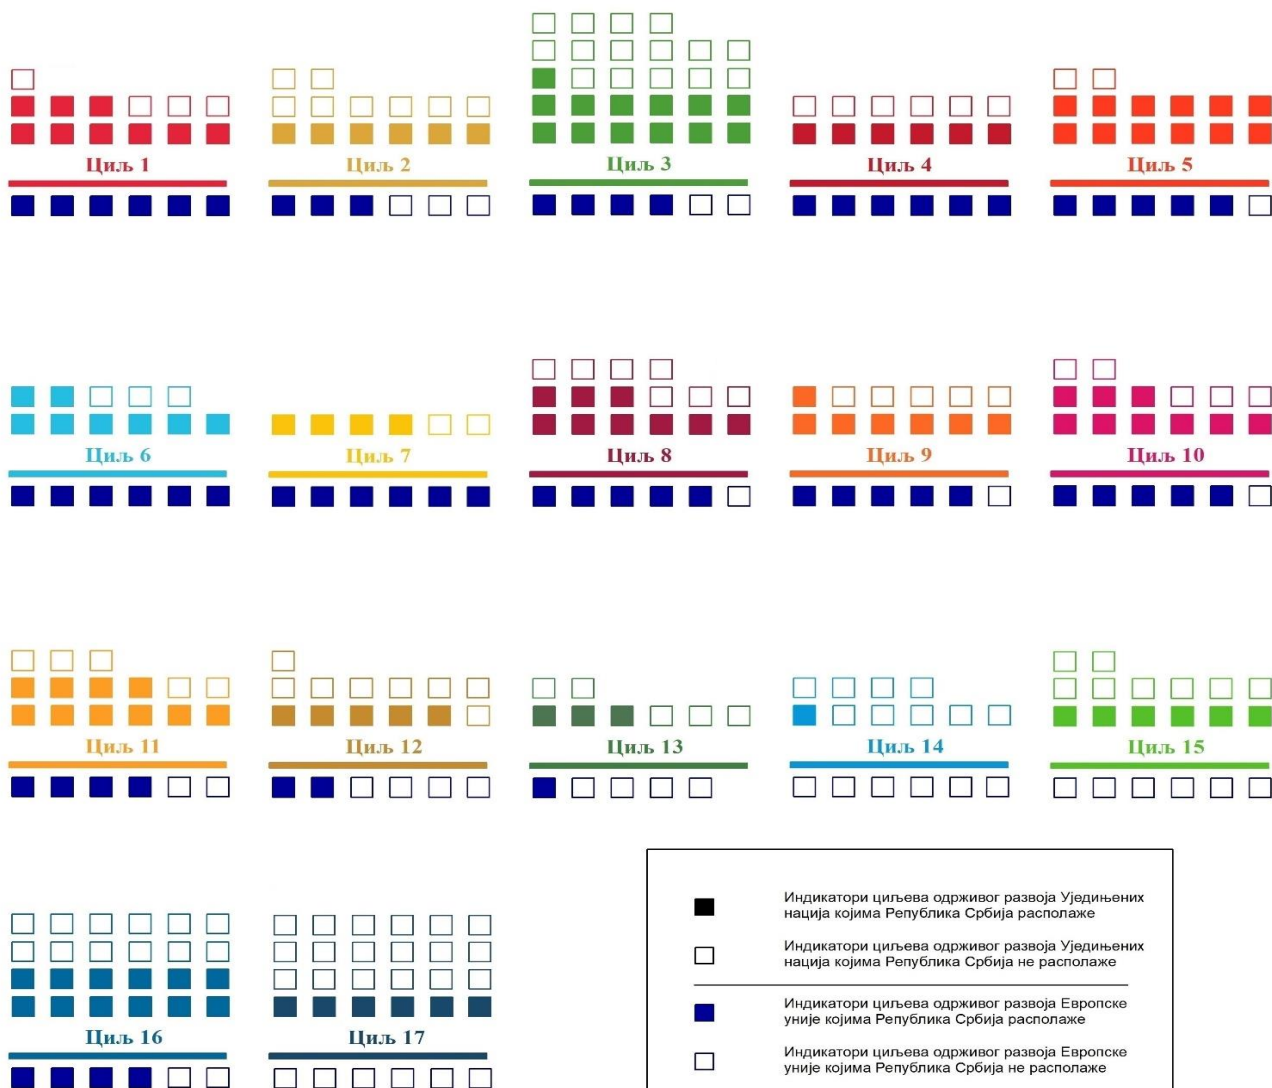 Циљ 1
Циљ 2
Циљ 3
Циљ 4
Циљ 5
Циљ 6
Циљ 7
Циљ 8
Циљ 9
Циљ 10
Циљ 11
Циљ 12
Циљ 13
Циљ 14
Циљ 15
Циљ 16
Циљ 17
Индикатори циљева одрживог развоја Уједињених
нација којима Република Србија располаже
Индикатори циљева одрживог развоја Уједињених
нација којима Република Србија не располаже
Индикатори циљева одрживог развоја Европске
уније којима Република Србија располаже
Индикатори циљева одрживог развоја Европске
уније којима Република Србија не располаже